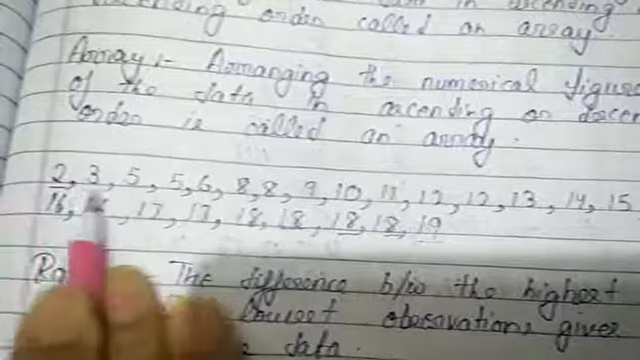 in ascending
ascending order called an array.
Array :- Arranging the numerical figures
of the data in ascending or descen
order is called an array.
2, 3, 5, 5, 6, 8, 8, 9, 10, 11, 12, 12, 13, 14, 15
16, 17, 17, 18, 18, 18, 18, 19
The difference b/w the highest
lowest observations given
data.